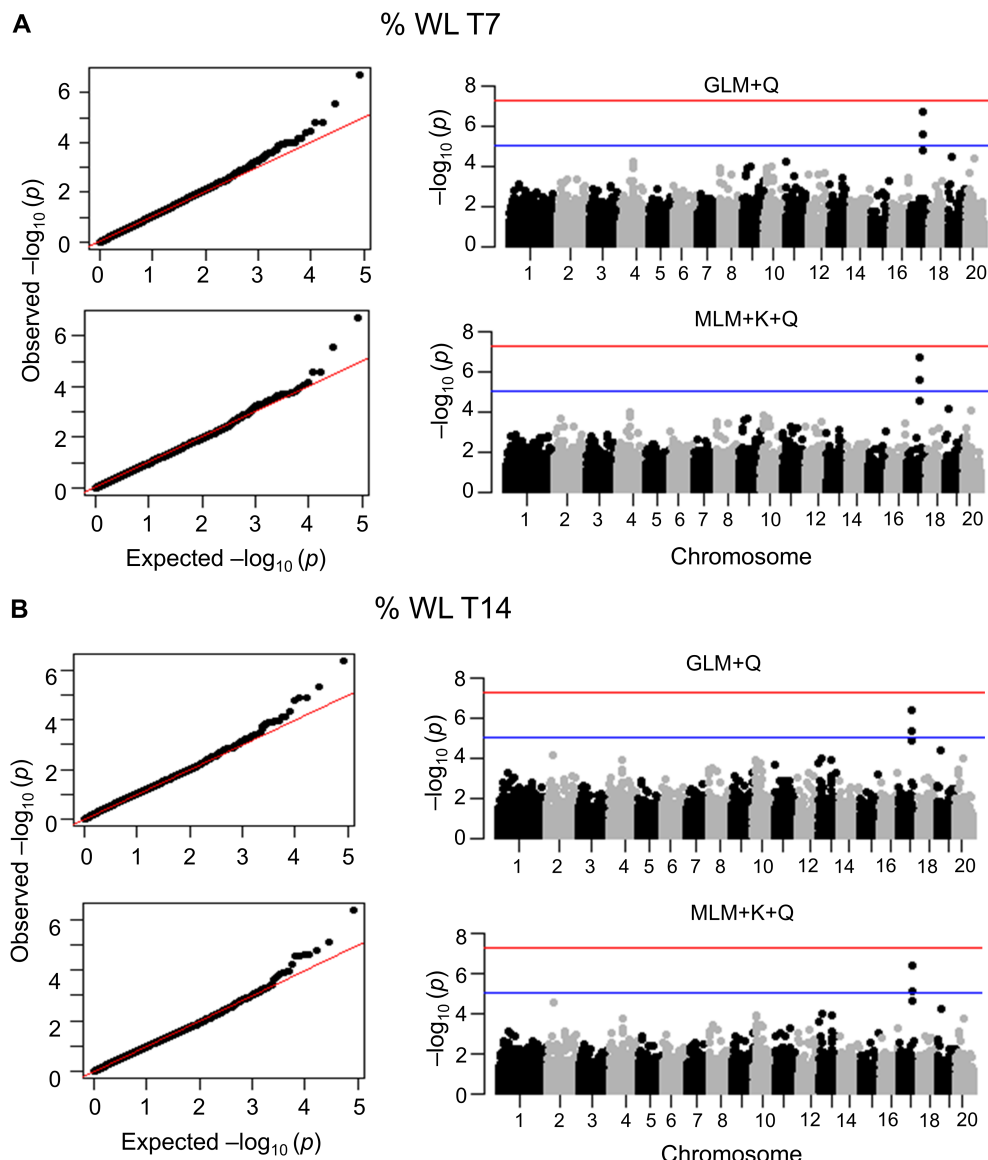 A
% WL T7
Observed –log10 (p)
6
4
2
0
0 1 2 3 4 5
6
4
2
0
0 1 2 3 4 5
Expected –log10 (p)
GLM+Q
–log10 (p)
8
6
4
2
0
1 2 3 4 5 6 7 8 10 12 14 16 18 20
MLM+K+Q
–log10 (p)
8
6
4
2
0
1 2 3 4 5 6 7 8 10 12 14 16 18 20
Chromosome
B
% WL T14
Observed –log10 (p)
6
4
2
0
0 1 2 3 4 5
6
4
2
0
0 1 2 3 4 5
Expected –log10 (p)
GLM+Q
–log10 (p)
8
6
4
2
0
1 2 3 4 5 6 7 8 10 12 14 16 18 20
MLM+K+Q
–log10 (p)
8
6
4
2
0
1 2 3 4 5 6 7 8 10 12 14 16 18 20
Chromosome